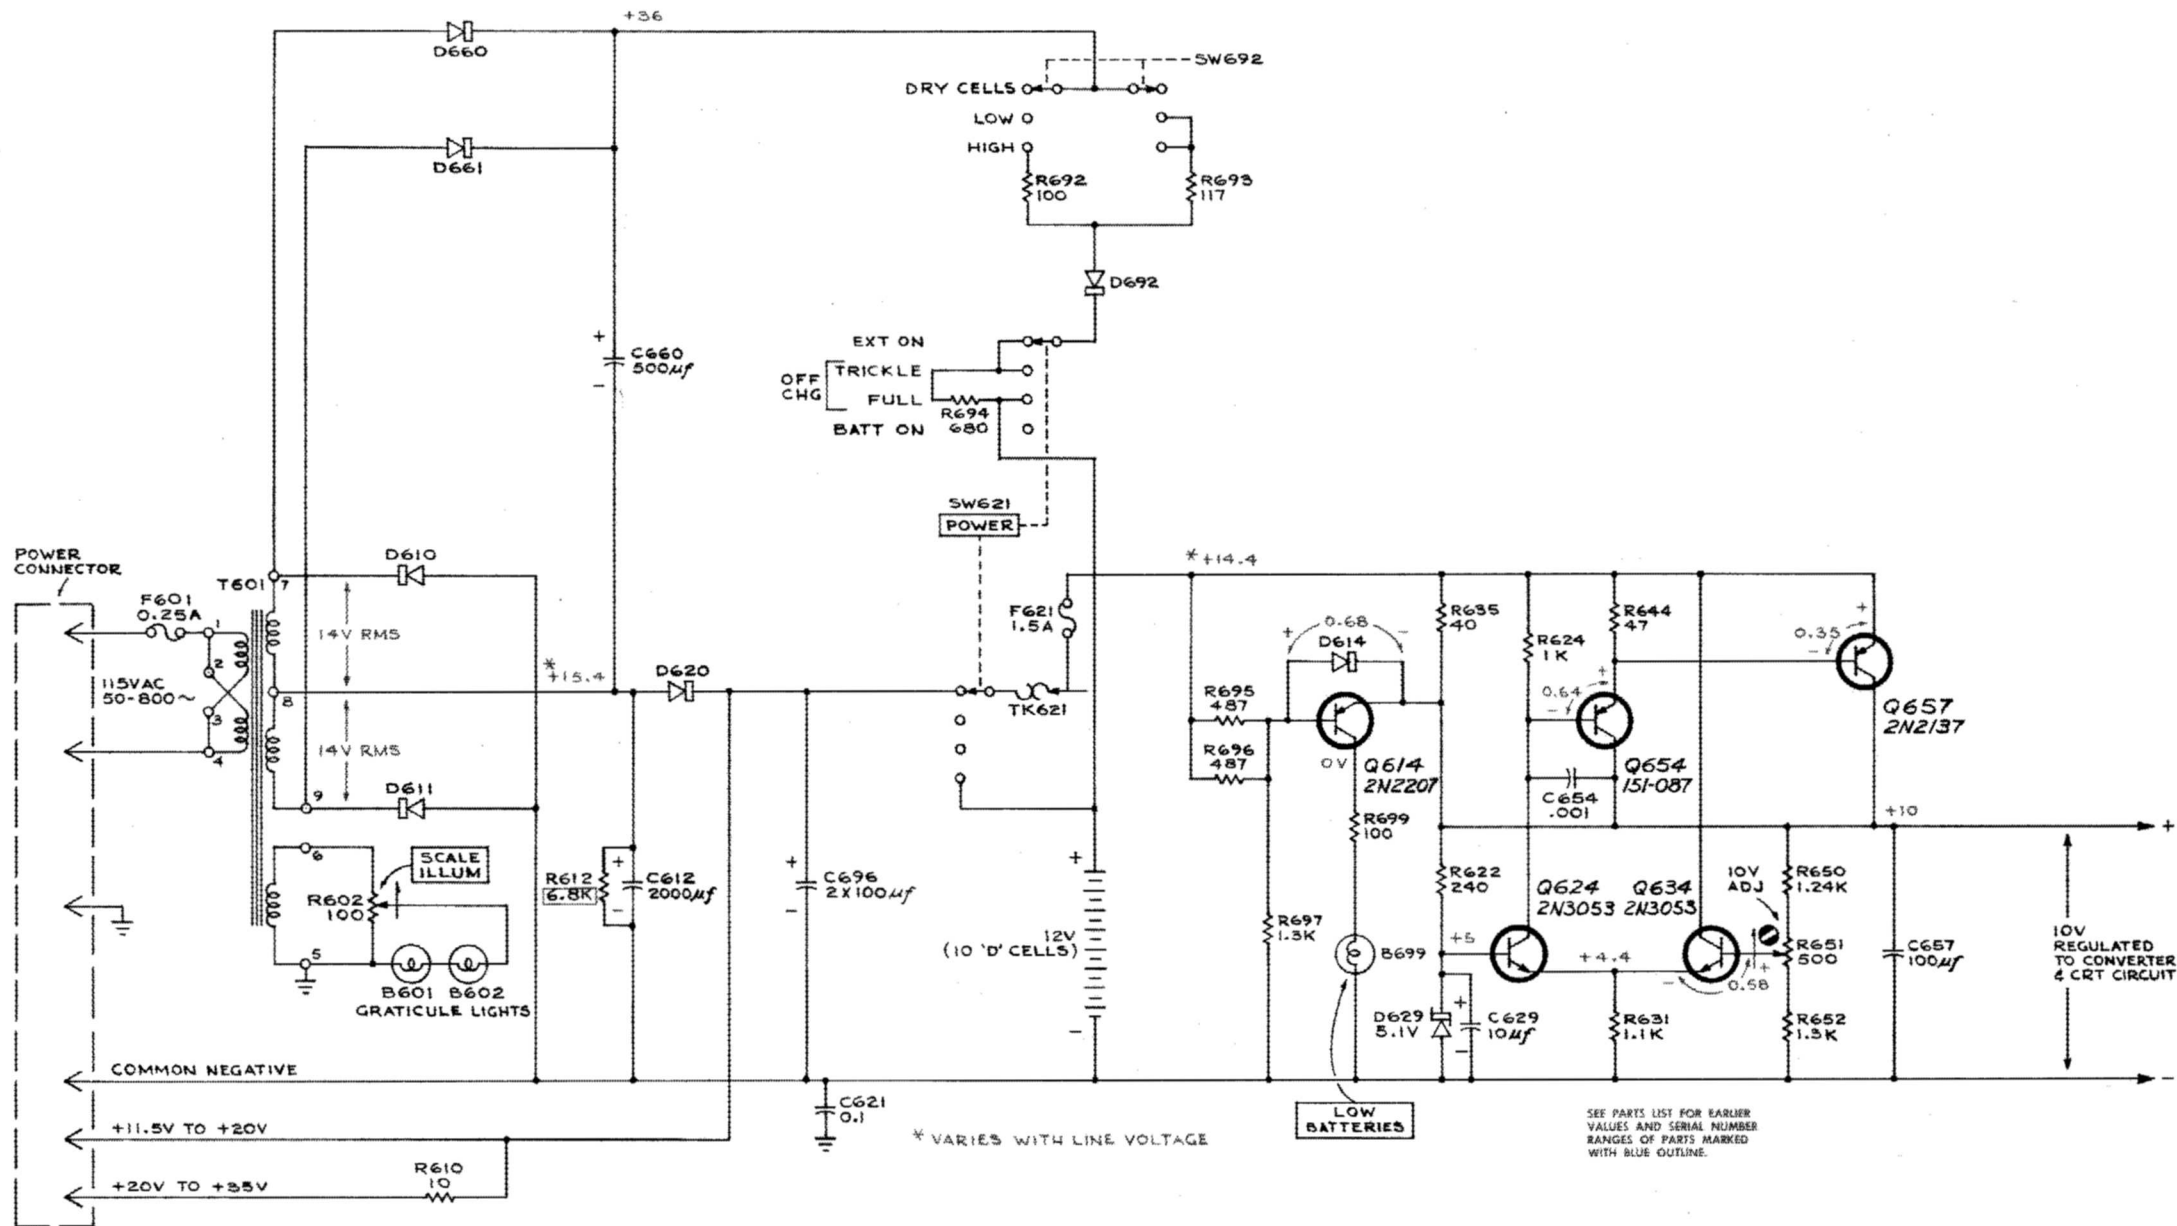 +36
D660
D661
SW692
DRY CELLS
LOW
HIGH
R692
100
R693
117
D692
+
C660
500µf
−
EXT ON
OFF
CHG
TRICKLE
FULL
R694
680
BATT ON
SW621
POWER
POWER
CONNECTOR
F601
0.25A
T601
7
1
2
3
4
115VAC
50-800~
D610
14V RMS
8
14V RMS
*
+15.4
D620
D611
9
6
5
SCALE
ILLUM
R602
100
B601 B602
GRATICULE LIGHTS
R612
6.8K
+
C612
2000µf
−
+
C696
2X100µf
−
TK621
F621
1.5A
+
12V
(10 'D' CELLS)
−
* +14.4
+ 0.68 −
D614
R695
487
R696
487
0V
Q614
2N2207
R699
100
R697
1.3K
B699
LOW
BATTERIES
R635
40
R624
1K
R644
47
+
0.64
−
Q654
151-087
C654
.001
+
0.35
−
Q657
2N2137
+10
+
R622
240
+5
Q624
2N3053
Q634
2N3053
+4.4
10V
ADJ
+
0.58
−
R650
1.24K
R651
500
R652
1.3K
D629
5.1V
+
C629
10µf
−
R631
1.1K
C657
100µf
10V
REGULATED
TO CONVERTER
& CRT CIRCUIT
−
COMMON NEGATIVE
C621
0.1
+11.5V TO +20V
R610
10
+20V TO +35V
* VARIES WITH LINE VOLTAGE
SEE PARTS LIST FOR EARLIER
VALUES AND SERIAL NUMBER
RANGES OF PARTS MARKED
WITH BLUE OUTLINE.